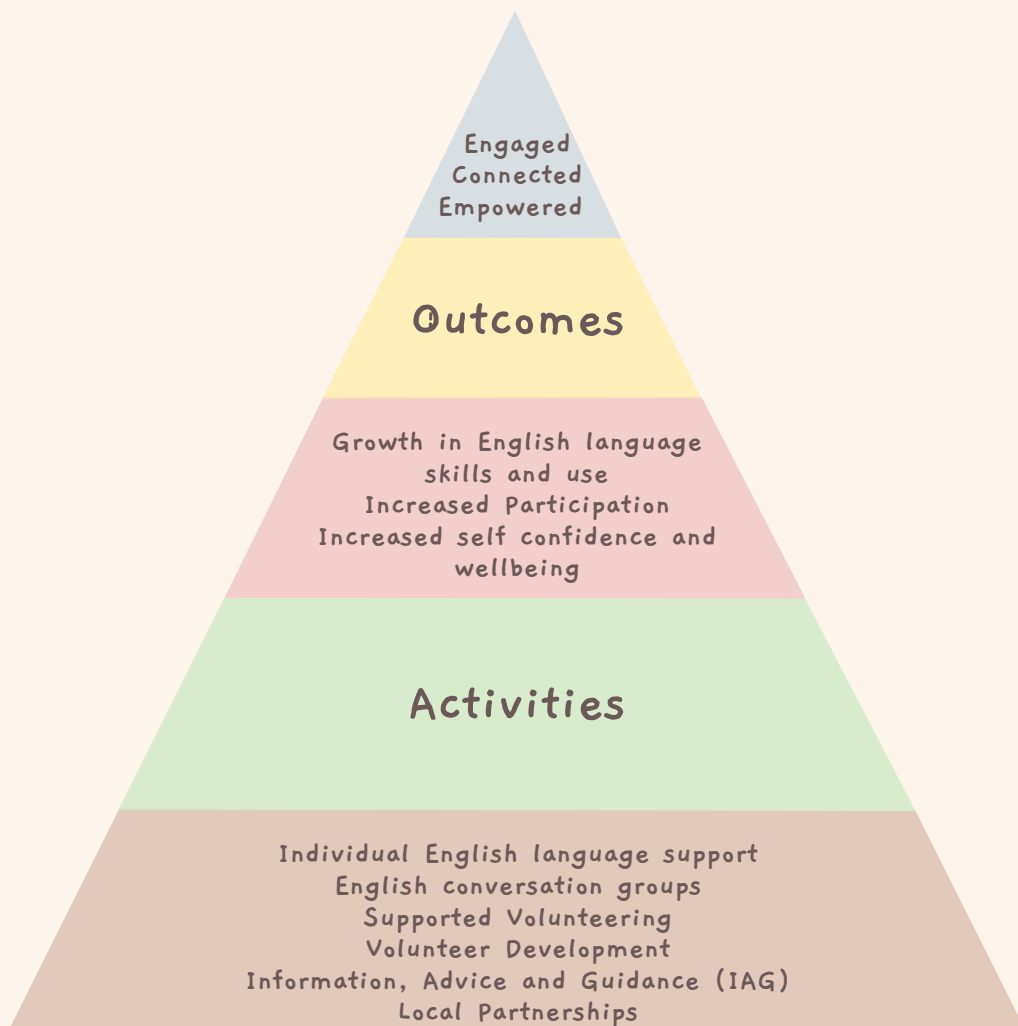 Engaged
Connected
Empowered
Outcomes
Growth in English language
skills and use
Increased Participation
Increased self confidence and
wellbeing
Activities
Individual English language support
English conversation groups
Supported Volunteering
Volunteer Development
Information, Advice and Guidance (IAG)
Local Partnerships